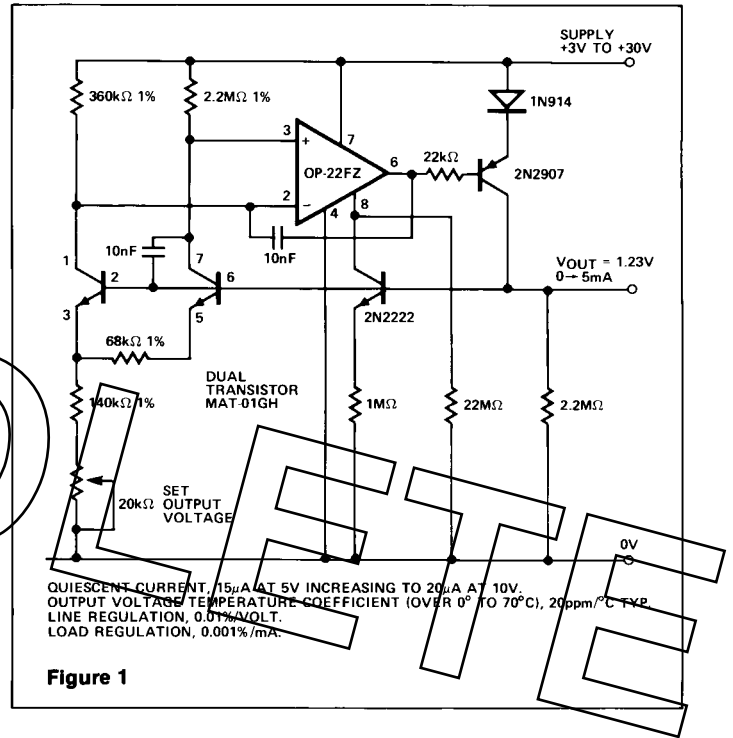 SUPPLY
+3V TO +30V
360kΩ 1%
2.2MΩ 1%
1N914
3
+
7
OP-22FZ
6
22kΩ
2N2907
2
−
4
8
10nF
10nF
1
2
7
6
VOUT = 1.23V
0→5mA
3
5
2N2222
68kΩ 1%
DUAL
TRANSISTOR
MAT-01GH
140kΩ 1%
1MΩ
22MΩ
2.2MΩ
20kΩ
SET
OUTPUT
VOLTAGE
0V
QUIESCENT CURRENT, 15μA AT 5V INCREASING TO 20μA AT 10V.
OUTPUT VOLTAGE TEMPERATURE COEFFICIENT (OVER 0° TO 70°C), 20ppm/°C TYP.
LINE REGULATION, 0.01%/VOLT.
LOAD REGULATION, 0.001%/mA.
Figure 1
OLETE